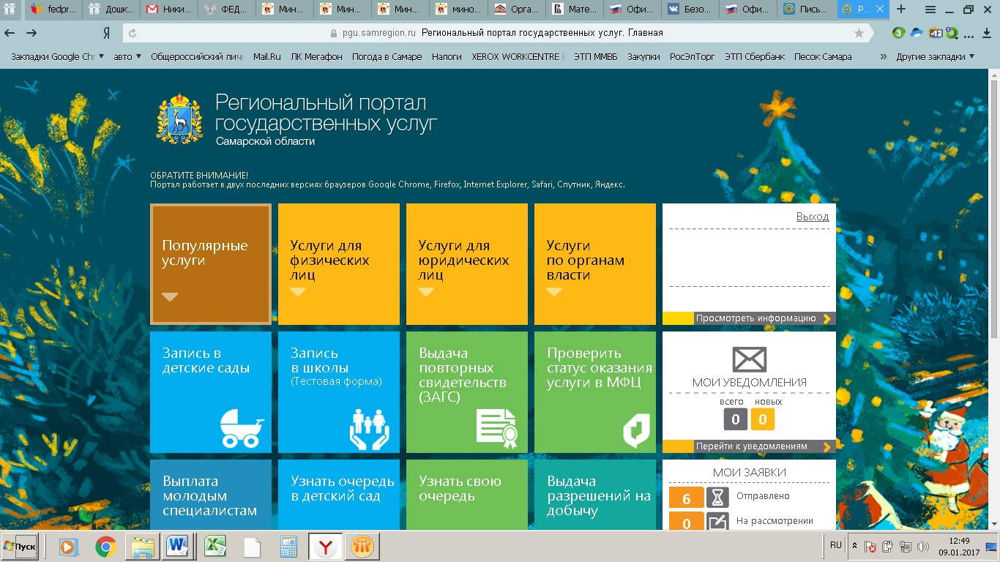 fedpr...
Дошк...
Ники...
ФЕД...
Мин...
Мин...
Мин...
мино...
Орга...
Мате...
Офи...
Безо...
Офи...
Пись...
Р...
Я
pgu.samregion.ru Региональный портал государственных услуг. Главная
3
12
Закладки Google Chr
авто
Общероссийский личн
Mail.Ru
ЛК Мегафон
Погода в Самаре
Налоги
XEROX WORKCENTRE
ЭТП ММВБ
Закупки
РосЭлТорг
ЭТП Сбербанк
Песок Самара
»
Другие закладки
Региональный портал
государственных услуг
Самарской области
ОБРАТИТЕ ВНИМАНИЕ!
Портал работает в двух последних версиях браузеров Google Chrome, Firefox, Internet Explorer, Safari, Спутник, Яндекс.
Популярные
услуги
Услуги для
физических
лиц
Услуги для
юридических
лиц
Услуги
по органам
власти
Выход
Просмотреть информацию
Запись в
детские сады
Запись
в школы
(Тестовая форма)
Выдача
повторных
свидетельств
(ЗАГС)
Проверить
статус оказания
услуги в МФЦ
МОИ УВЕДОМЛЕНИЯ
всего новых
0 0
Перейти к уведомлениям
Выплата
молодым
специалистам
Узнать очередь
в детский сад
Узнать свою
очередь
Выдача
разрешений на
добычу
МОИ ЗАЯВКИ
6 Отправлено
0 На рассмотрении
Пуск
RU
12:49
09.01.2017